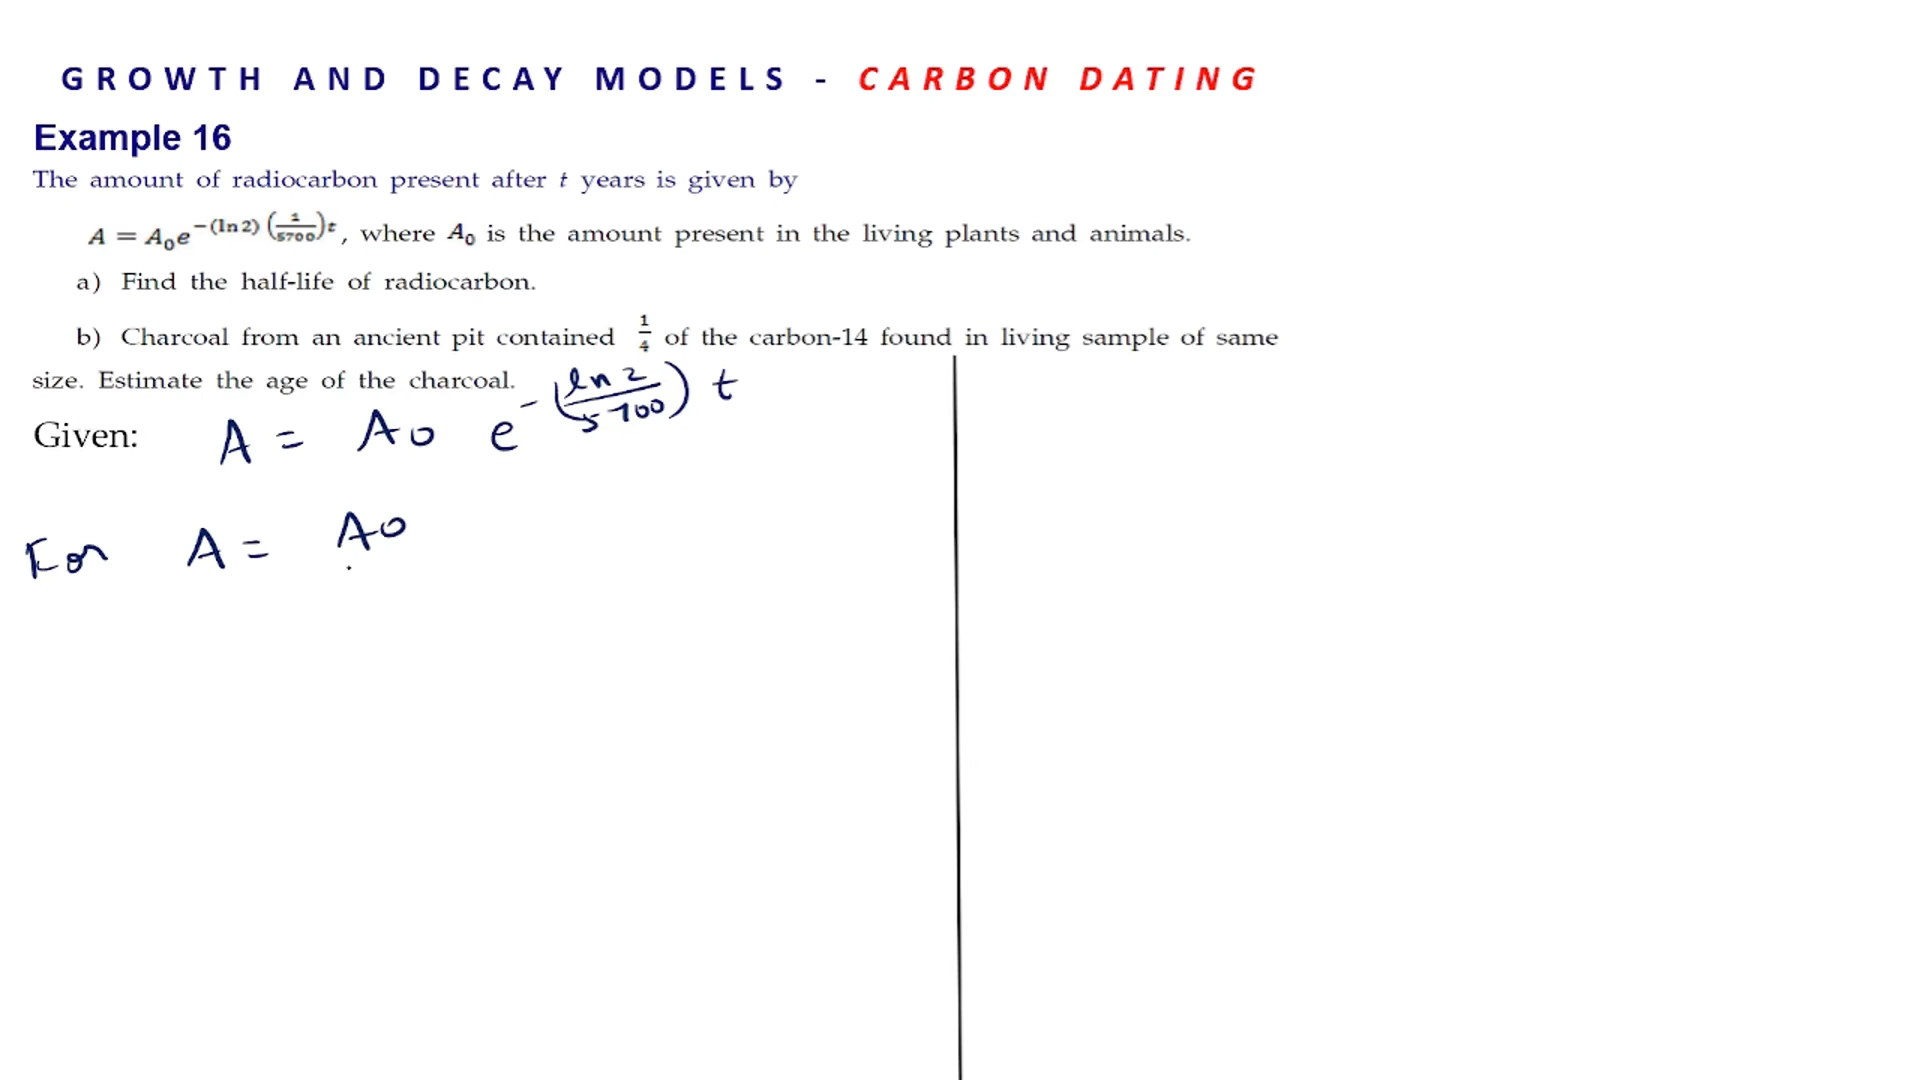 GROWTH AND DECAY MODELS - CARBON DATING
Example 16
The amount of radiocarbon present after t years is given by
A = A₀e^{-(ln 2)(1/5700)t}, where A₀ is the amount present in the living plants and animals.
a) Find the half-life of radiocarbon.
b) Charcoal from an ancient pit contained 1/4 of the carbon-14 found in living sample of same
size. Estimate the age of the charcoal.
Given: A = A₀ e^{-(ln 2/5700) t}
For A = A₀